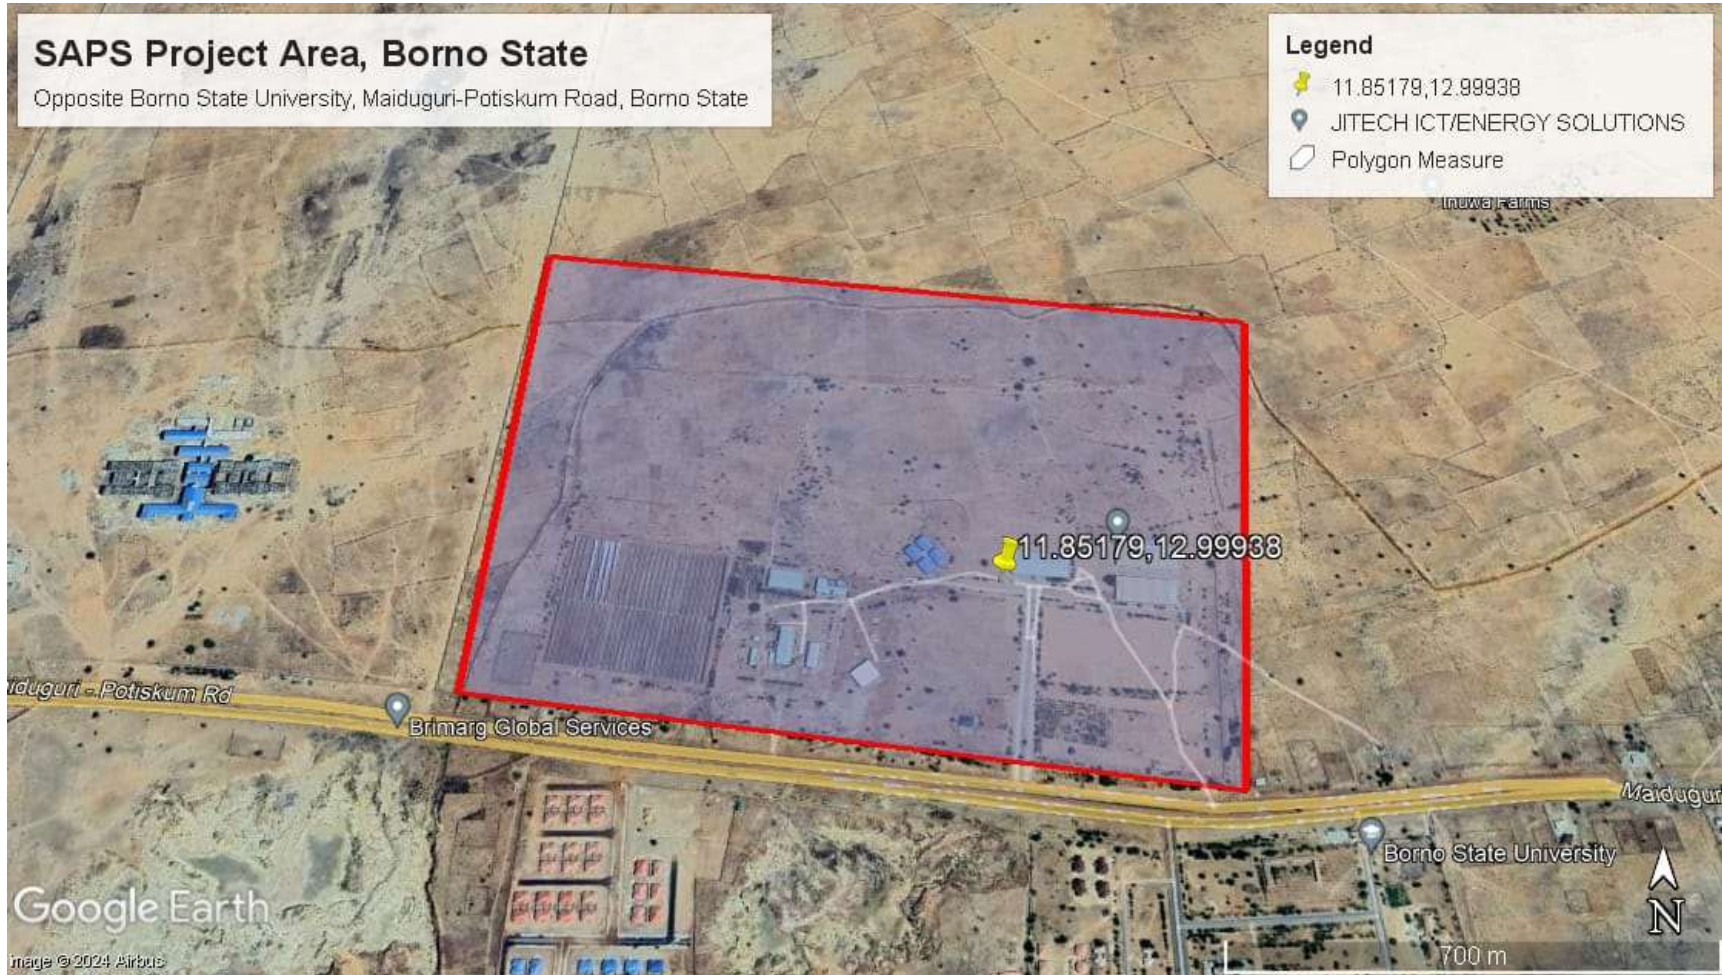 SAPS Project Area, Borno State
Opposite Borno State University, Maiduguri-Potiskum Road, Borno State
Legend
11.85179,12.99938
JITECH ICT/ENERGY SOLUTIONS
Polygon Measure
Inuwa Farms
11.85179,12.99938
iduguri - Potiskum Rd
Brimarg Global Services
Maidugur
Borno State University
Google Earth
N
700 m
Image © 2024 Airbus